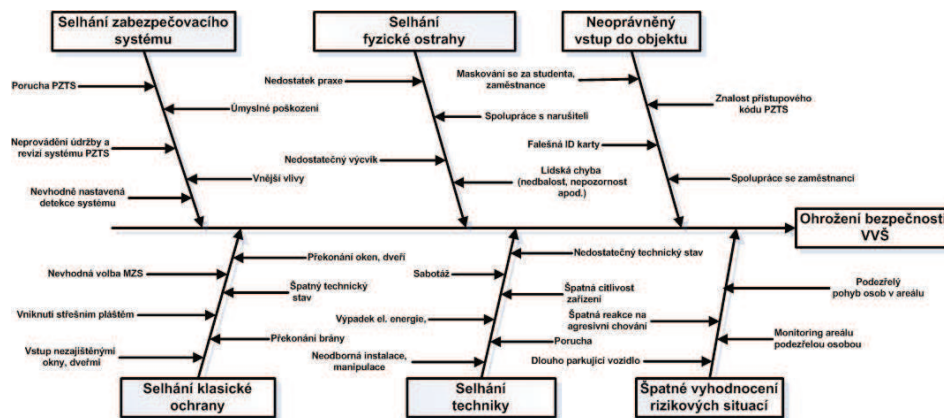 Selhání zabezpečovacího
systému
Porucha PZTS
Úmyslné poškození
Neprovádění údržby a
revizí systému PZTS
Vnější vlivy
Nevhodně nastavená
detekce systému
Selhání
fyzické ostrahy
Nedostatek praxe
Spolupráce s narušiteli
Nedostatečný výcvik
Lidská chyba
(nedbalost, nepozornost
apod.)
Neoprávněný
vstup do objektu
Maskování se za studenta,
zaměstnance
Znalost přístupového
kódu PZTS
Falešná ID karty
Spolupráce se zaměstnanci
Ohrožení bezpečnosti
VVŠ
Překonání oken, dveří
Nevhodná volba MZS
Špatný technický
stav
Vniknutí střešním pláštěm
Překonání brány
Vstup nezajištěnými
okny, dveřmi
Selhání klasické
ochrany
Nedostatečný technický stav
Sabotáž
Špatná citlivost
zařízení
Výpadek el. energie,
Porucha
Neodborná instalace,
manipulace
Selhání
techniky
Podezřelý
pohyb osob v areálu
Špatná reakce na
agresivní chování
Monitoring areálu
podezřelou osobou
Dlouho parkující vozidlo
Špatné vyhodnocení
rizikových situací